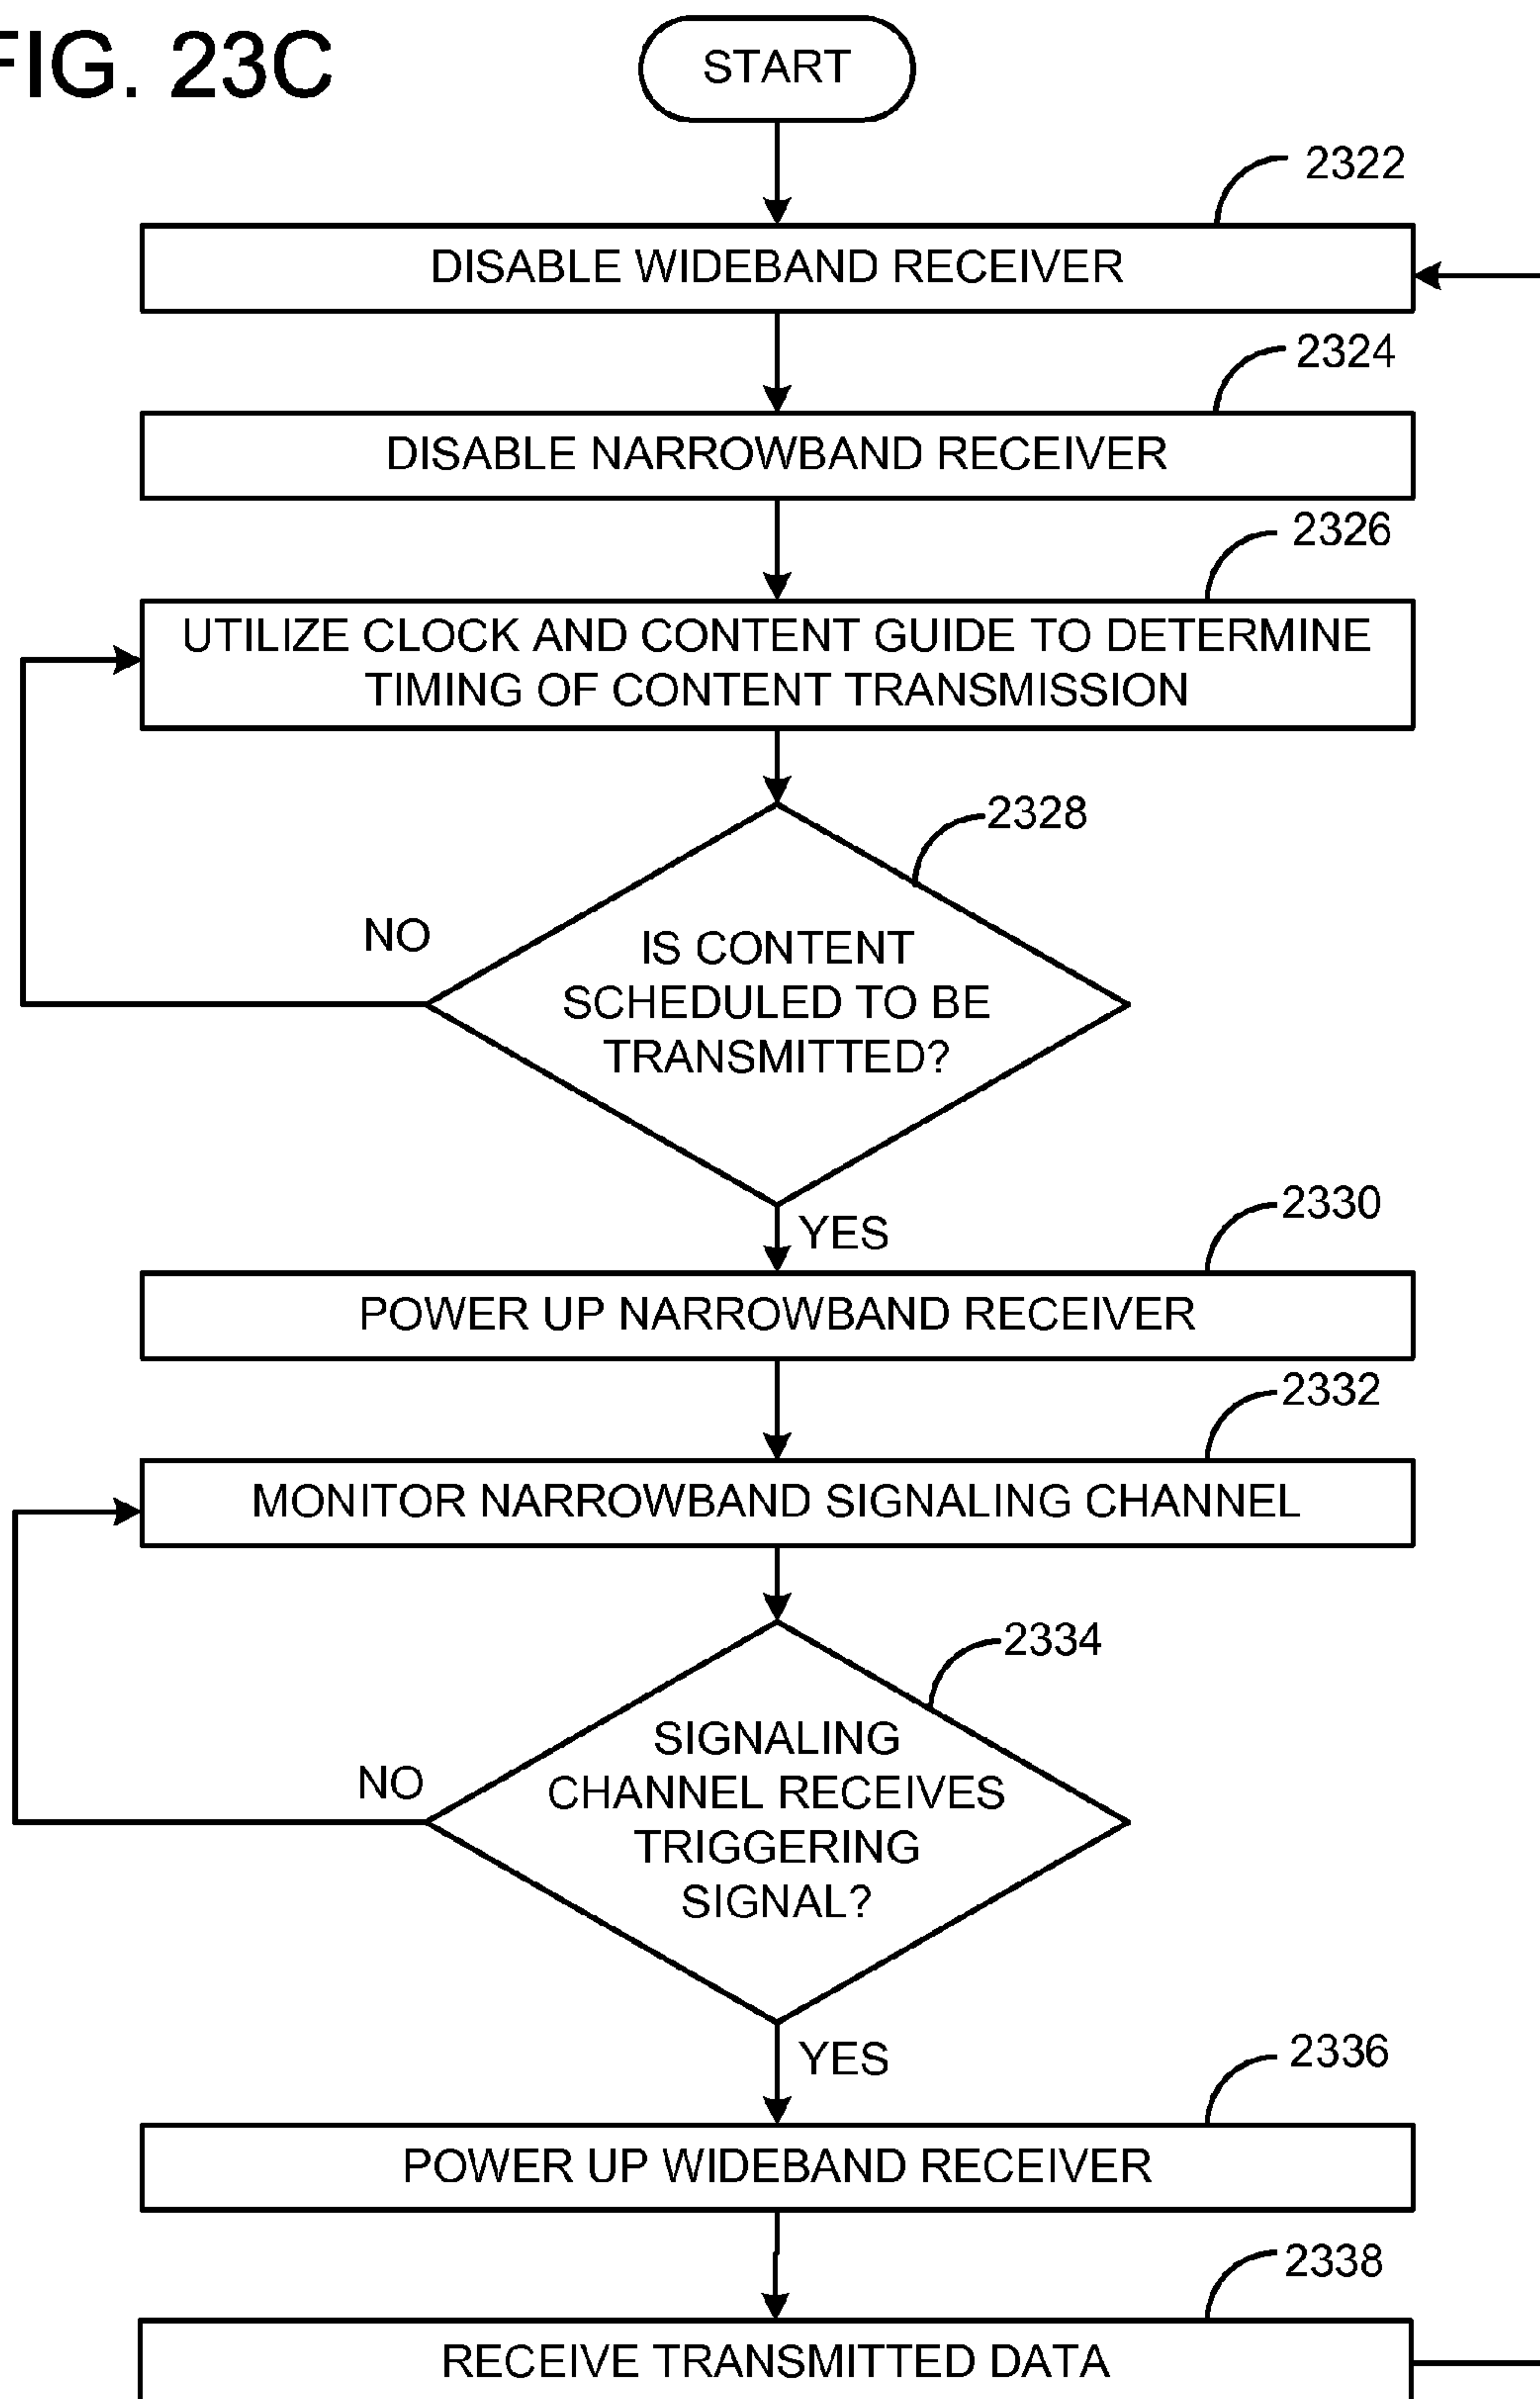 FIG. 23C
START
2322
DISABLE WIDEBAND RECEIVER
2324
DISABLE NARROWBAND RECEIVER
2326
UTILIZE CLOCK AND CONTENT GUIDE TO DETERMINE
TIMING OF CONTENT TRANSMISSION
2328
NO
IS CONTENT
SCHEDULED TO BE
TRANSMITTED?
2330
YES
POWER UP NARROWBAND RECEIVER
2332
MONITOR NARROWBAND SIGNALING CHANNEL
2334
NO
SIGNALING
CHANNEL RECEIVES
TRIGGERING
SIGNAL?
2336
YES
POWER UP WIDEBAND RECEIVER
2338
RECEIVE TRANSMITTED DATA